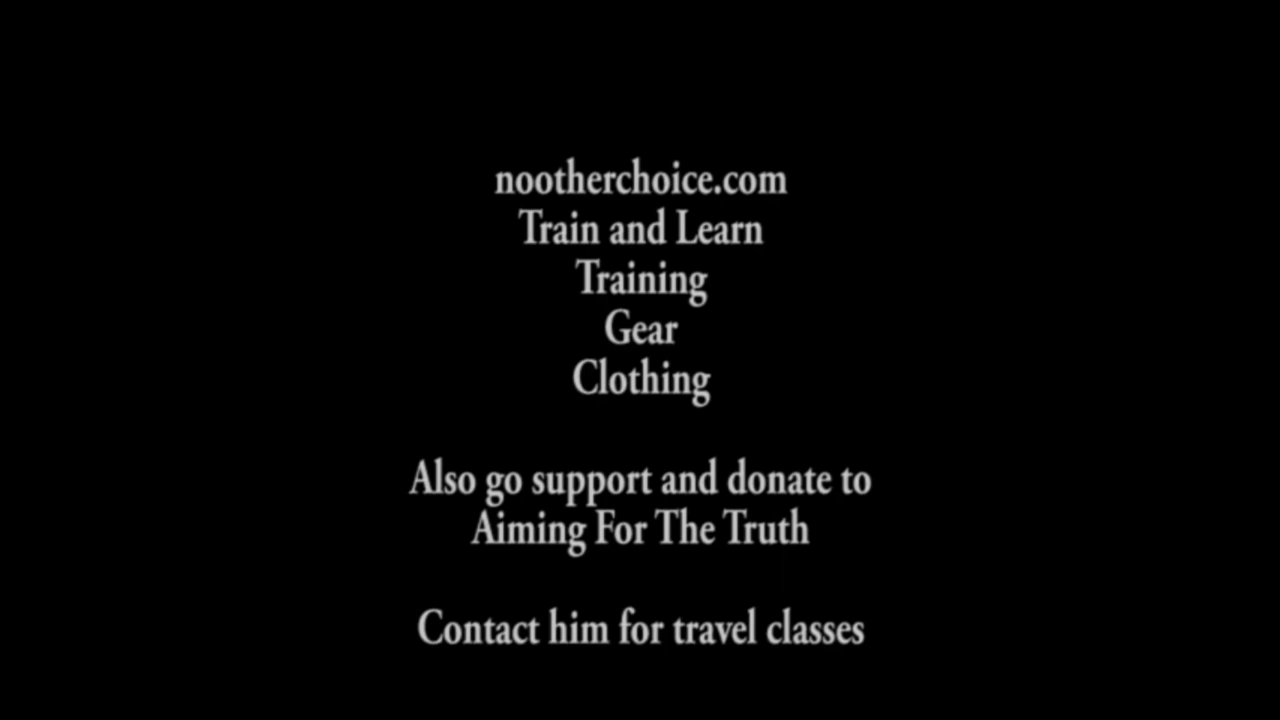 nootherchoice.com
Train and Learn
Training
Gear
Clothing
Also go support and donate to
Aiming For The Truth
Contact him for travel classes